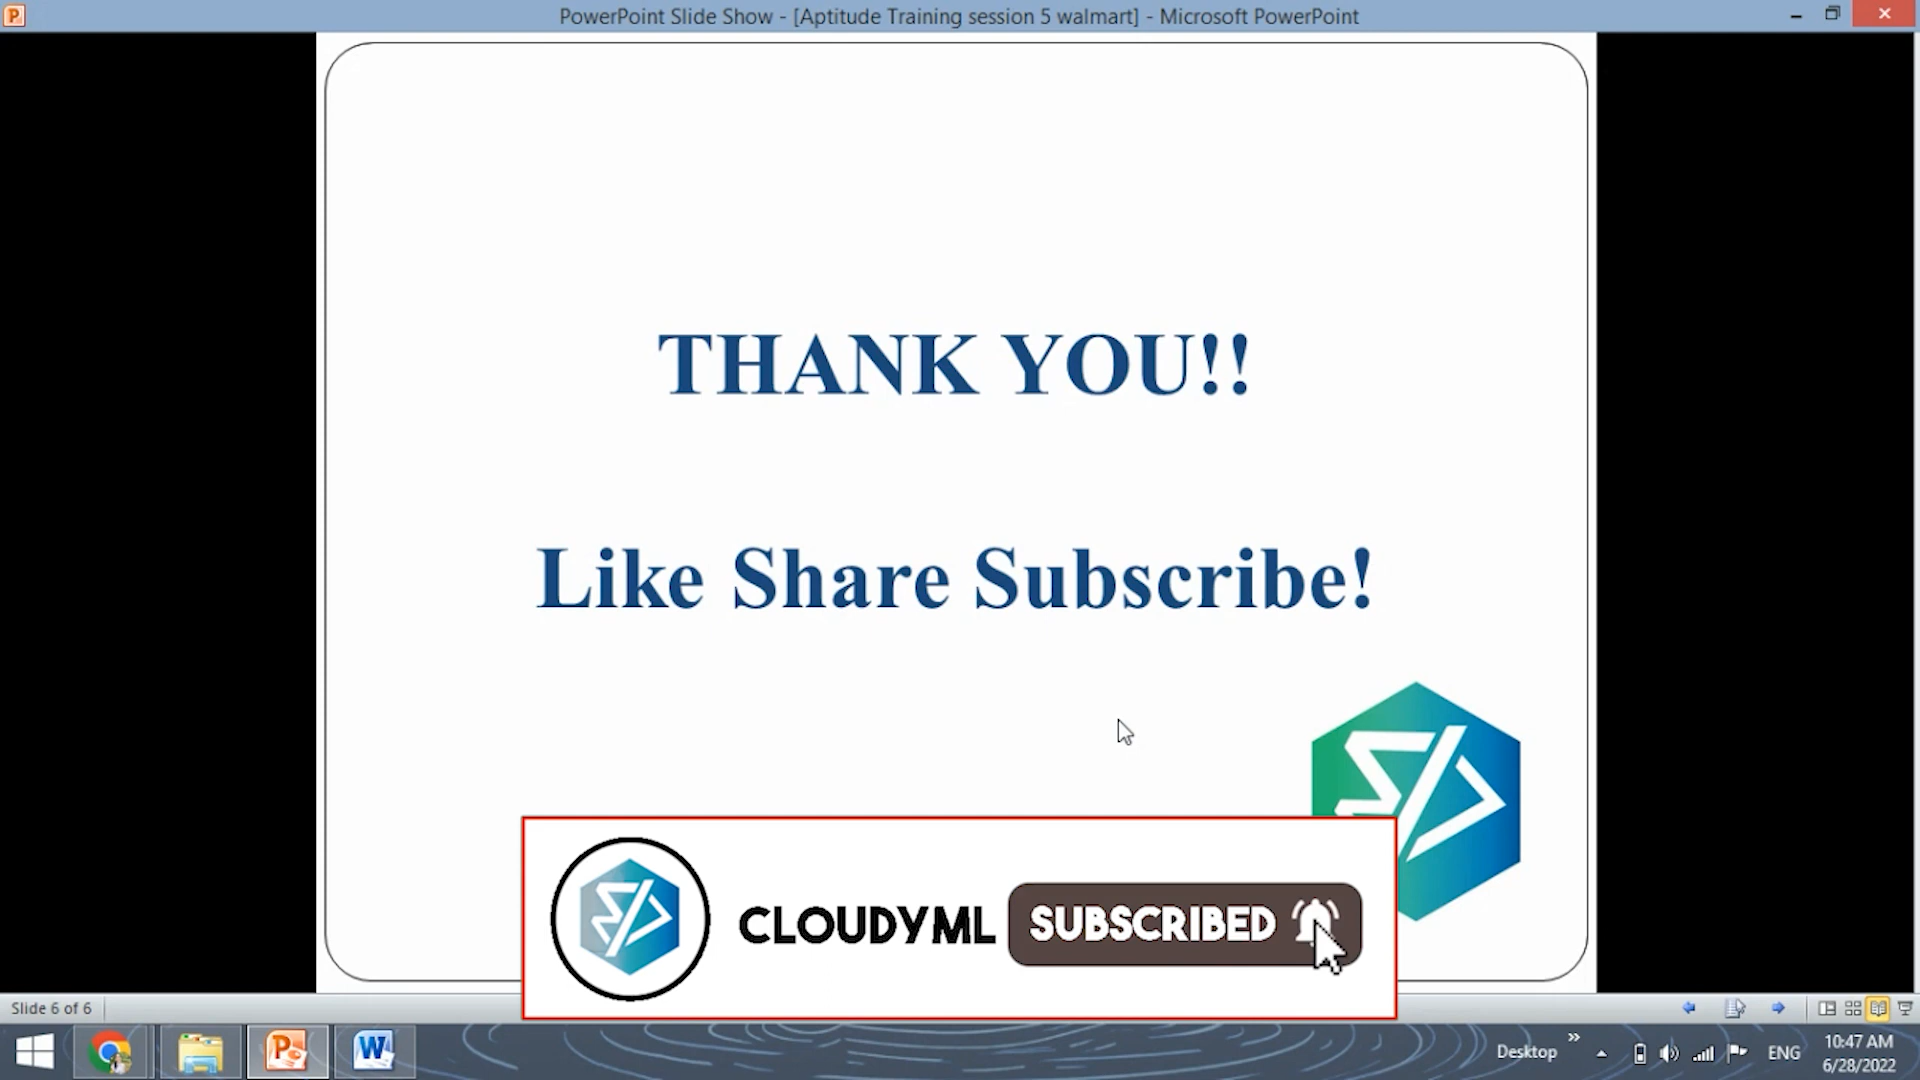 PowerPoint Slide Show - [Aptitude Training session 5 walmart] - Microsoft PowerPoint
THANK YOU!!
Like Share Subscribe!
CLOUDYML SUBSCRIBED
Slide 6 of 6
Desktop
ENG
10:47 AM
6/28/2022